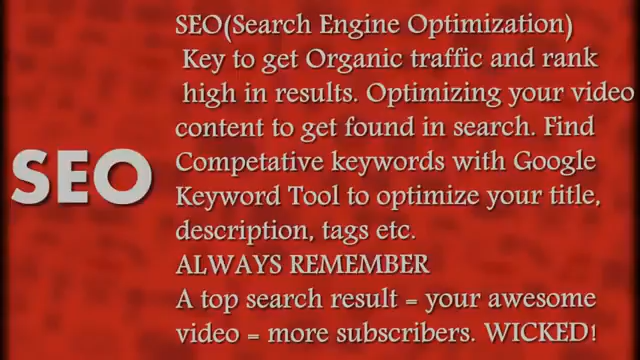 SEO
SEO(Search Engine Optimization)
Key to get Organic traffic and rank
high in results. Optimizing your video
content to get found in search. Find
Competative keywords with Google
Keyword Tool to optimize your title,
description, tags etc.
ALWAYS REMEMBER
A top search result = your awesome
video = more subscribers. WICKED!